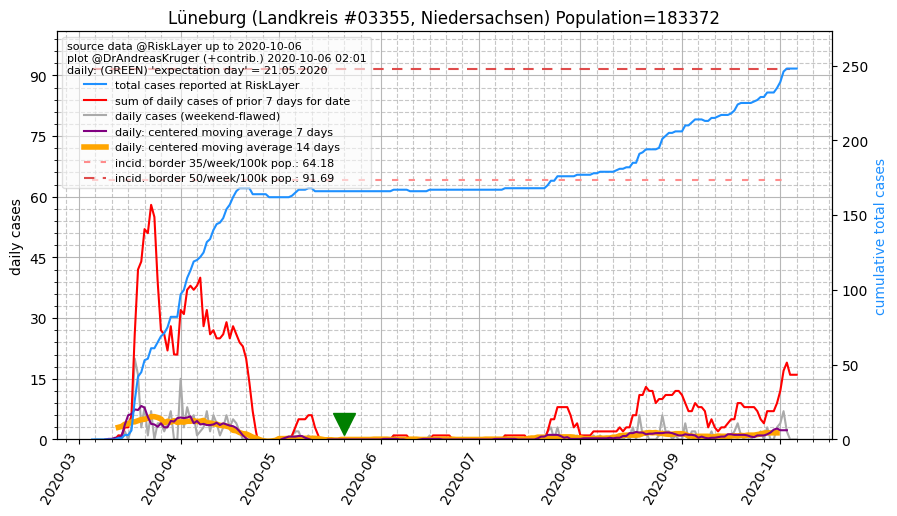 Lüneburg (Landkreis #03355, Niedersachsen) Population=183372
source data @RiskLayer up to 2020-10-06
plot @DrAndreasKruger (+contrib.) 2020-10-06 02:01
daily: (GREEN) 'expectation day' = 21.05.2020
total cases reported at RiskLayer
sum of daily cases of prior 7 days for date
daily cases (weekend-flawed)
daily: centered moving average 7 days
daily: centered moving average 14 days
incid. border 35/week/100k pop.: 64.18
incid. border 50/week/100k pop.: 91.69
daily cases
90
75
60
45
30
15
0
250
200
150
100
50
0
cumulative total cases
2020-03
2020-04
2020-05
2020-06
2020-07
2020-08
2020-09
2020-10